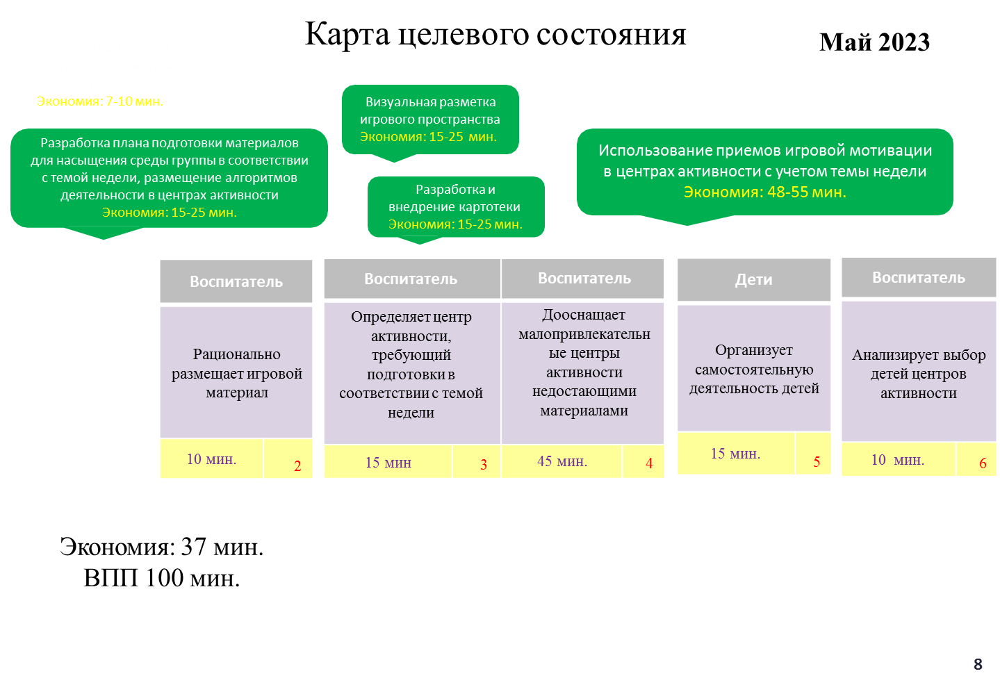 Карта целевого состояния
Май 2023
Экономия: 7-10 мин.
Разработка плана подготовки материалов
для насыщения среды группы в соответствии
с темой недели, размещение алгоритмов
деятельности в центрах активности
Экономия: 15-25 мин.
Визуальная разметка
игрового пространства
Экономия: 15-25 мин.
Разработка и
внедрение картотеки
Экономия: 15-25 мин.
Использование приемов игровой мотивации
в центрах активности с учетом темы недели
Экономия: 48-55 мин.
Воспитатель
Рационально
размещает игровой
материал
10 мин.
2
Воспитатель
Определяет центр
активности,
требующий
подготовки в
соответствии с темой
недели
15 мин
3
Воспитатель
Дооснащает
малопривлекательн
ые центры
активности
недостающими
материалами
45 мин.
4
Дети
Организует
самостоятельную
деятельность детей
15 мин.
5
Воспитатель
Анализирует выбор
детей центров
активности
10 мин.
6
Экономия: 37 мин.
ВПП 100 мин.
8